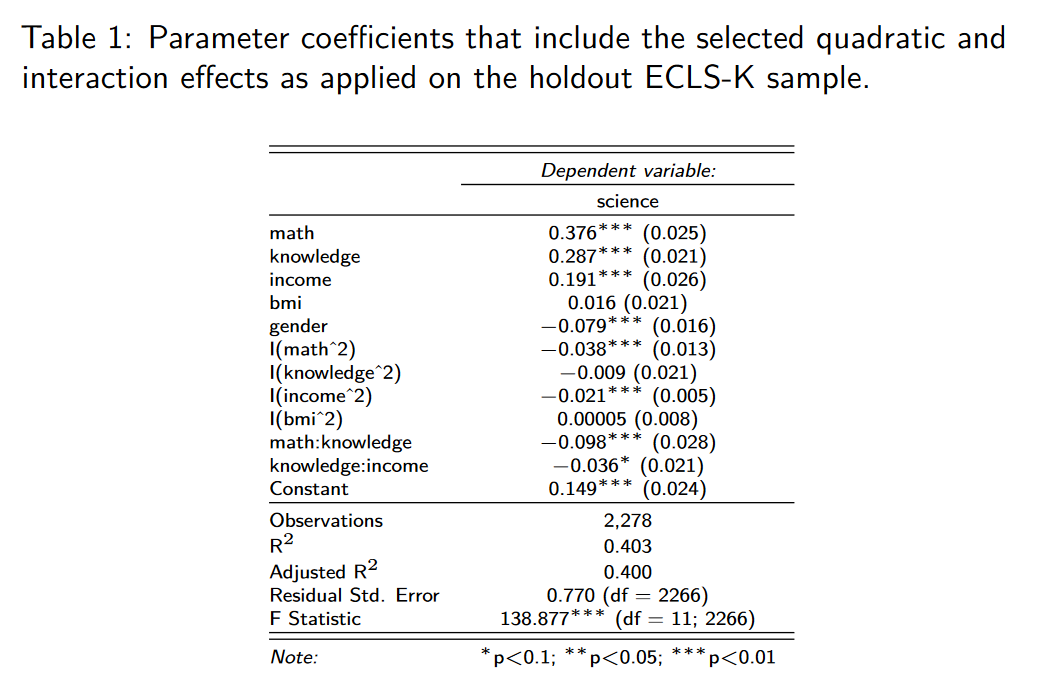 Table 1: Parameter coefficients that include the selected quadratic and
interaction effects as applied on the holdout ECLS-K sample.
Dependent variable:
science
math 0.376*** (0.025)
knowledge 0.287*** (0.021)
income 0.191*** (0.026)
bmi 0.016 (0.021)
gender −0.079*** (0.016)
I(math^2) −0.038*** (0.013)
I(knowledge^2) −0.009 (0.021)
I(income^2) −0.021*** (0.005)
I(bmi^2) 0.00005 (0.008)
math:knowledge −0.098*** (0.028)
knowledge:income −0.036* (0.021)
Constant 0.149*** (0.024)
Observations 2,278
R2 0.403
Adjusted R2 0.400
Residual Std. Error 0.770 (df = 2266)
F Statistic 138.877*** (df = 11; 2266)
Note: *p<0.1; **p<0.05; ***p<0.01